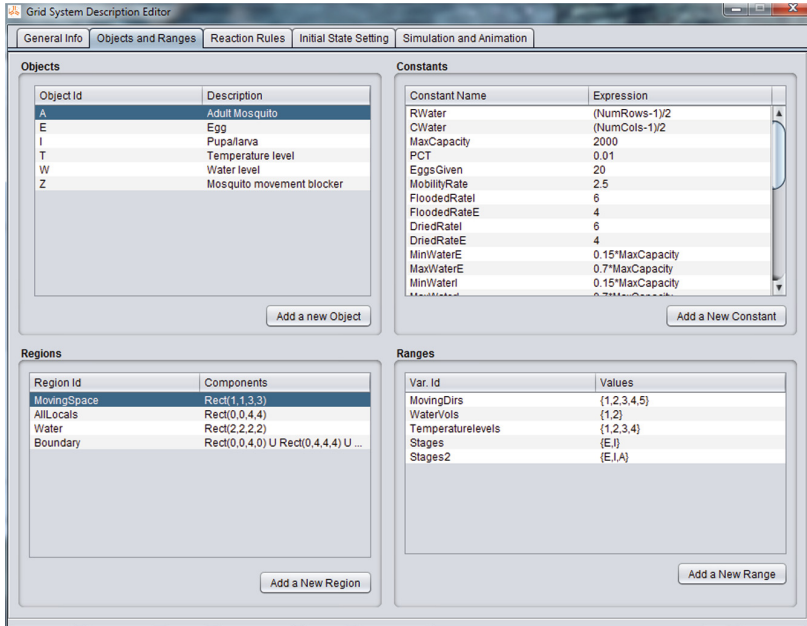 Grid System Description Editor
General Info Objects and Ranges Reaction Rules Initial State Setting Simulation and Animation
Objects
Object Id Description
A Adult Mosquito
E Egg
I Pupa/larva
T Temperature level
W Water level
Z Mosquito movement blocker
Add a new Object
Constants
Constant Name Expression
RWater (NumRows-1)/2
CWater (NumCols-1)/2
MaxCapacity 2000
PCT 0.01
EggsGiven 20
MobilityRate 2.5
FloodedRateI 6
FloodedRateE 4
DriedRateI 6
DriedRateE 4
MinWaterE 0.15*MaxCapacity
MaxWaterE 0.7*MaxCapacity
MinWaterI 0.15*MaxCapacity
MaxWaterI 0.7*MaxCapacity
Add a New Constant
Regions
Region Id Components
MovingSpace Rect(1,1,3,3)
AllLocals Rect(0,0,4,4)
Water Rect(2,2,2,2)
Boundary Rect(0,0,4,0) U Rect(0,4,4,4) U ...
Add a New Region
Ranges
Var. Id Values
MovingDirs {1,2,3,4,5}
WaterVols {1,2}
Temperaturelevels {1,2,3,4}
Stages {E,I}
Stages2 {E,I,A}
Add a New Range